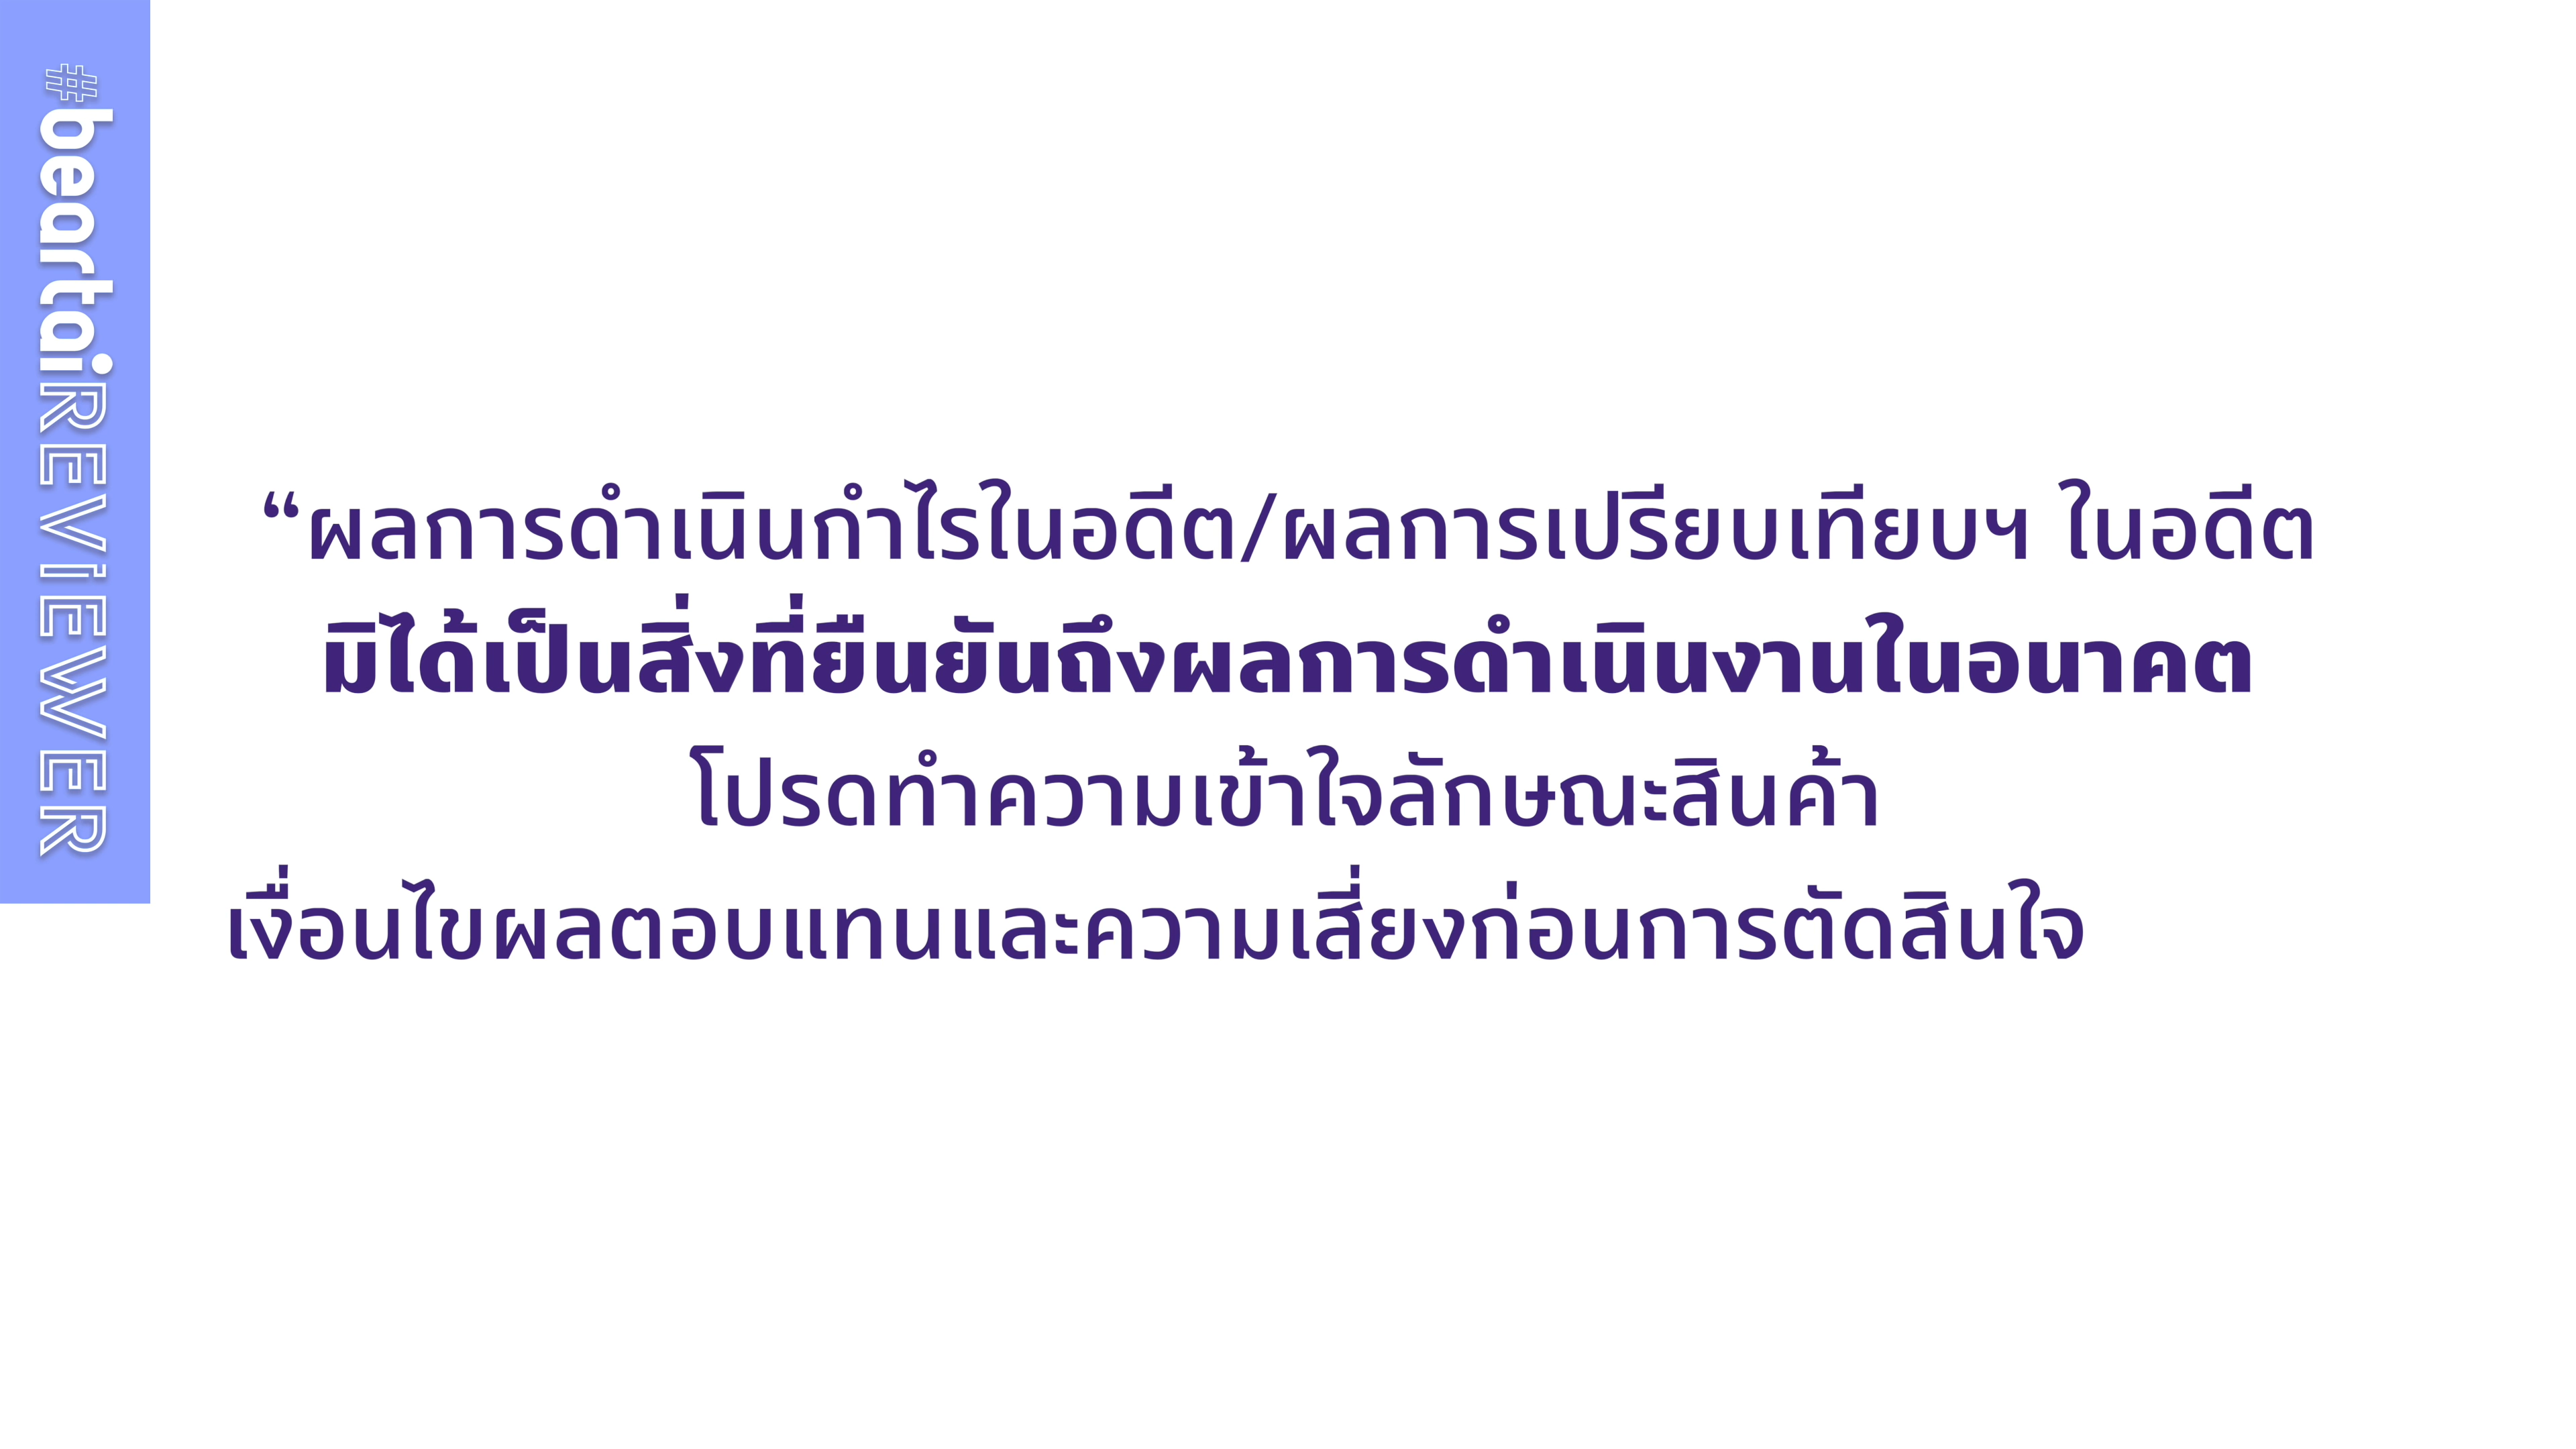 #beartaiREVIEWER
“ผลการดำเนินกำไรในอดีต/ผลการเปรียบเทียบฯ ในอดีต
มิได้เป็นสิ่งที่ยืนยันถึงผลการดำเนินงานในอนาคต
โปรดทำความเข้าใจลักษณะสินค้า
เงื่อนไขผลตอบแทนและความเสี่ยงก่อนการตัดสินใจ